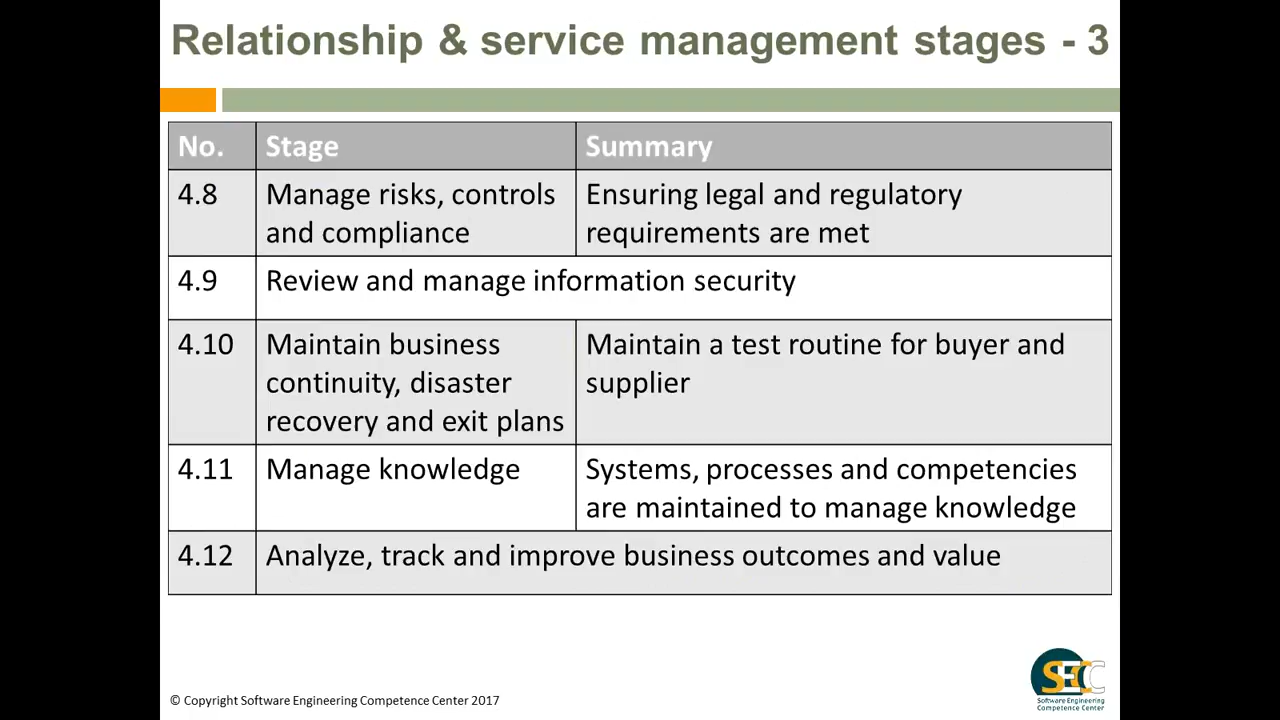 Relationship & service management stages - 3
No. Stage Summary
4.8 Manage risks, controls Ensuring legal and regulatory
and compliance requirements are met
4.9 Review and manage information security
4.10 Maintain business Maintain a test routine for buyer and
continuity, disaster supplier
recovery and exit plans
4.11 Manage knowledge Systems, processes and competencies
are maintained to manage knowledge
4.12 Analyze, track and improve business outcomes and value
SECC
Software Engineering
Competence Center
© Copyright Software Engineering Competence Center 2017